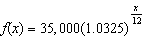 f(x) = 35,000(1.0325)^(x/12)